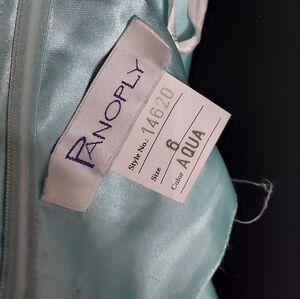 PANOPLY
Style No: 14620
Size 6
Color AQUA